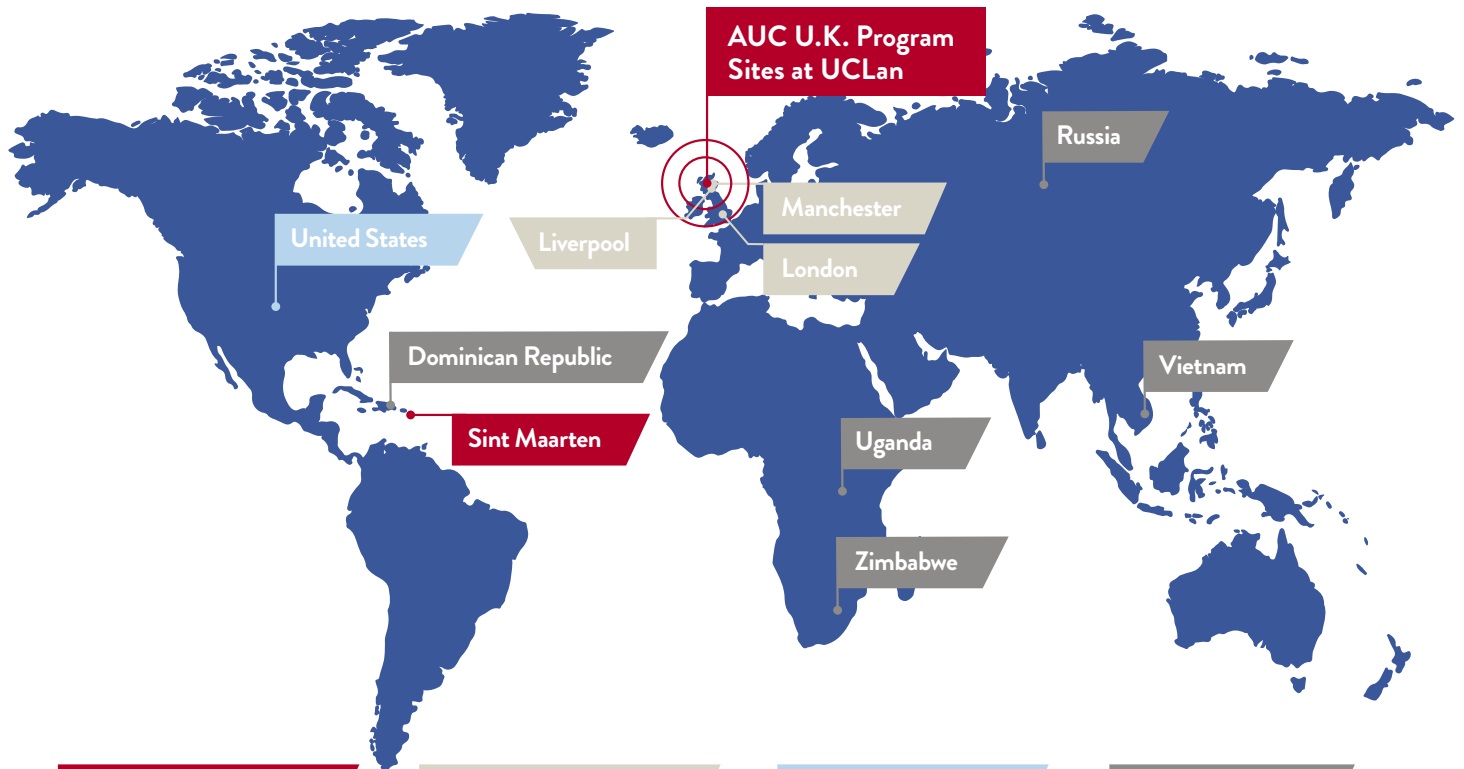 AUC U.K. Program
Sites at UCLan
Russia
Manchester
United States
Liverpool
London
Dominican Republic
Vietnam
Sint Maarten
Uganda
Zimbabwe